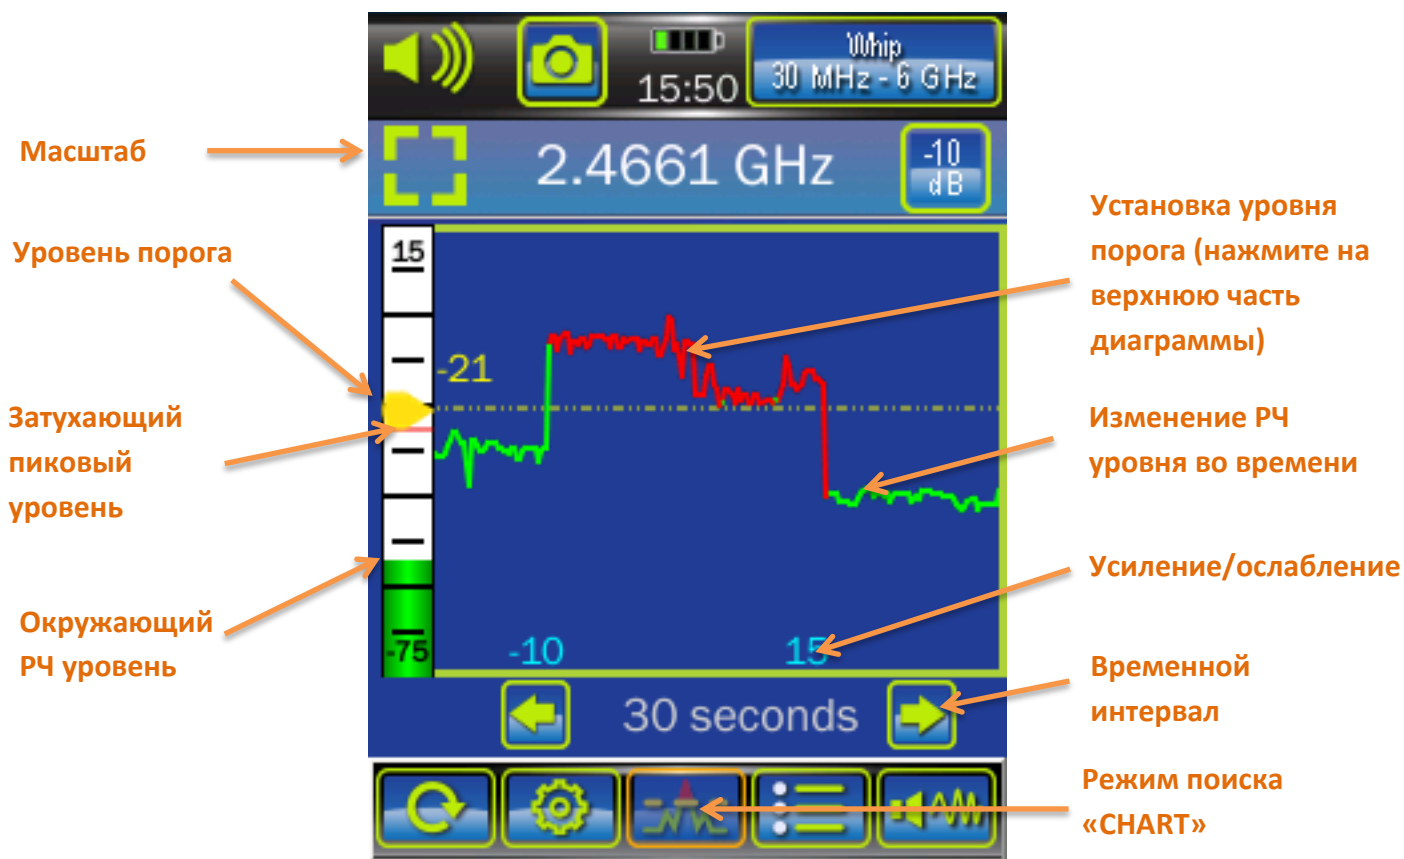 Whip
15:50
30 MHz - 6 GHz
Масштаб
2.4661 GHz
-10
dB
Уровень порога
15
Установка уровня
порога (нажмите на
верхнюю часть
диаграммы)
-21
Затухающий
пиковый
уровень
Изменение РЧ
уровня во времени
Усиление/ослабление
Окружающий
РЧ уровень
-75
-10
15
Временной
интервал
30 seconds
Режим поиска
«CHART»